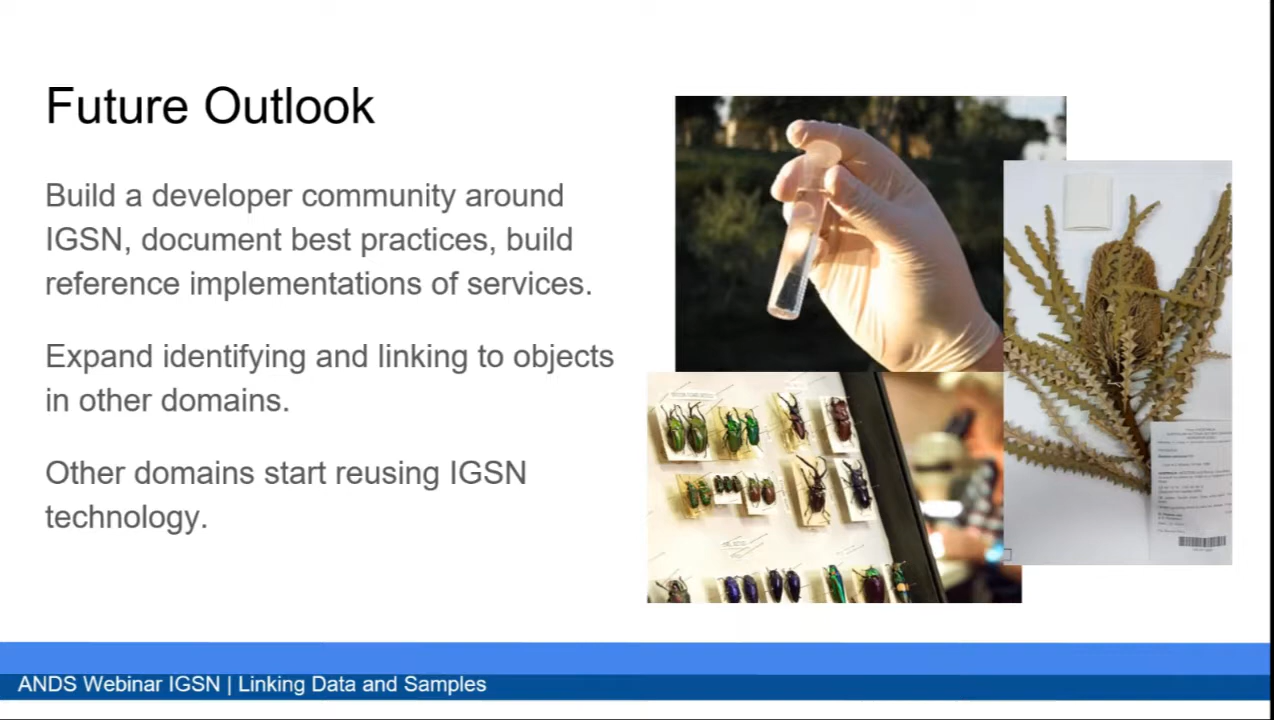 Future Outlook
Build a developer community around
IGSN, document best practices, build
reference implementations of services.
Expand identifying and linking to objects
in other domains.
Other domains start reusing IGSN
technology.
ANDS Webinar IGSN | Linking Data and Samples